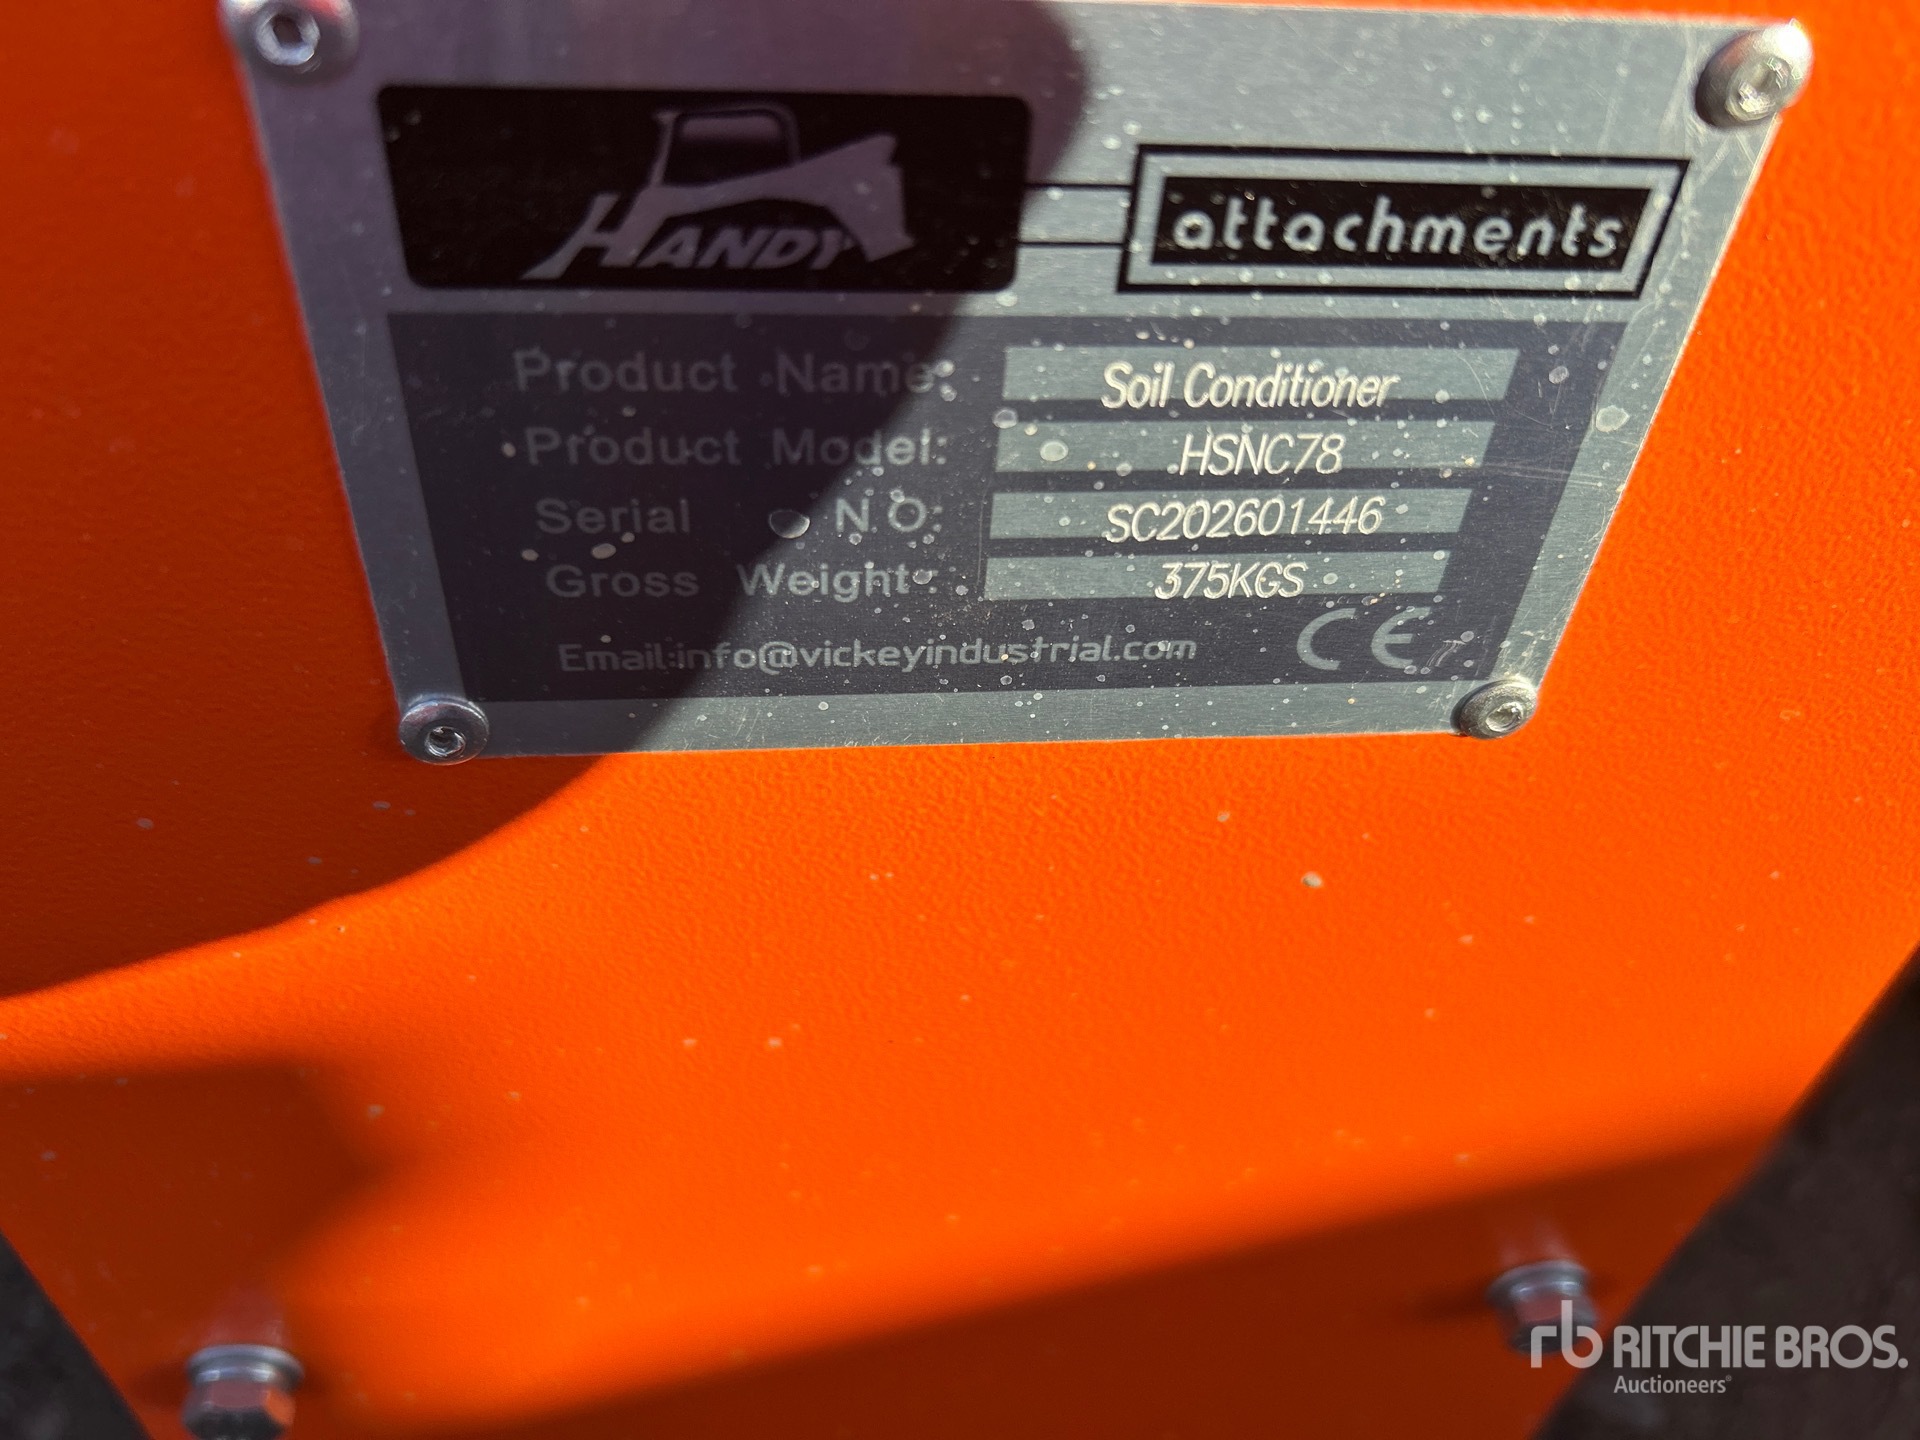 HANDY
attachments
Product Name: Soil Conditioner
Product Model: HSNC78
Serial N.O: SC202601446
Gross Weight: 375KGS
Email:info@vickeyindustrial.com CE
rb RITCHIE BROS.
Auctioneers